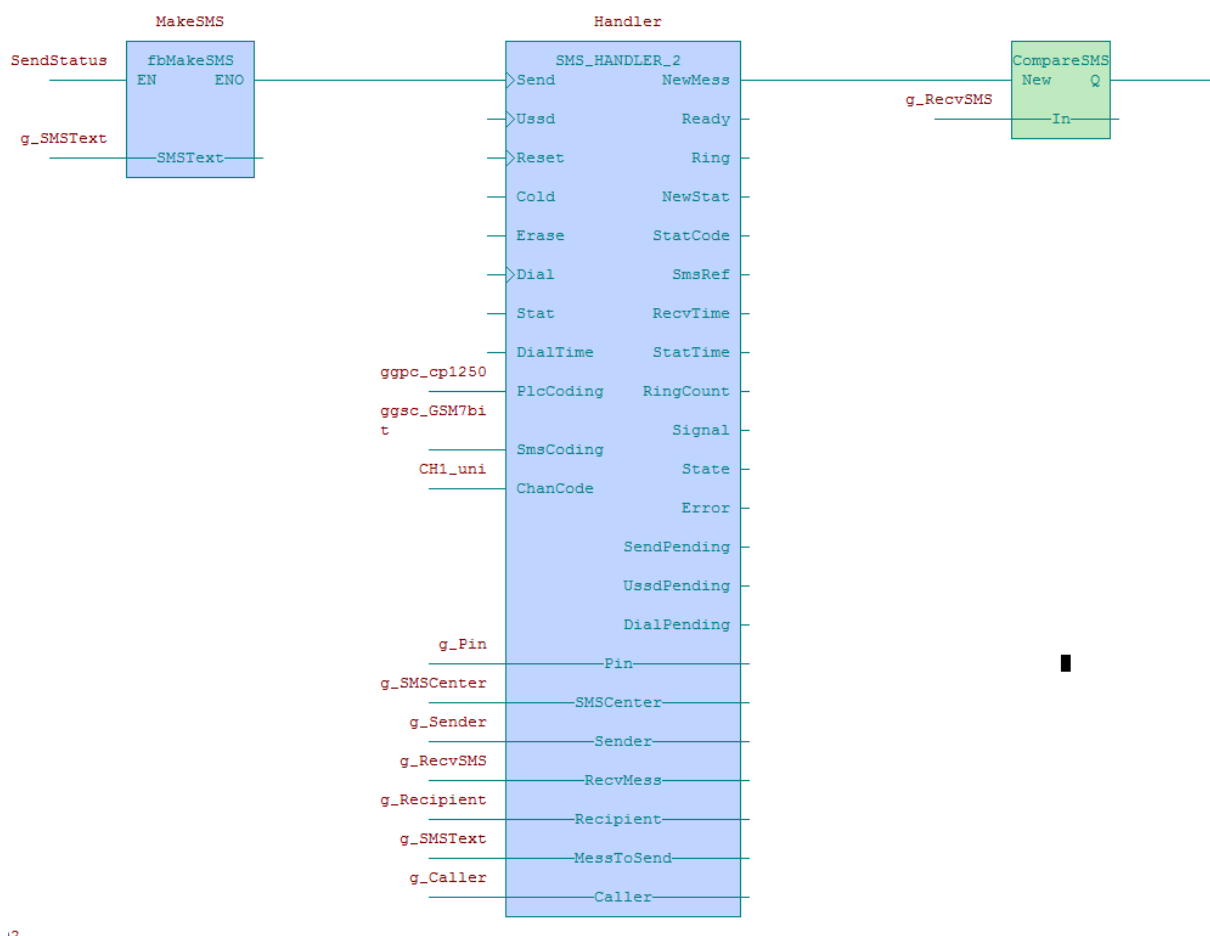 MakeSMS
Handler
SendStatus
fbMakeSMS
EN ENO
g_SMSText
SMSText
SMS_HANDLER_2
Send NewMess
Ussd Ready
Reset Ring
Cold NewStat
Erase StatCode
Dial SmsRef
Stat RecvTime
DialTime StatTime
ggpc_cp1250
PlcCoding RingCount
ggsc_GSM7bi
t
Signal
SmsCoding
CH1_uni
State
ChanCode
Error
SendPending
UssdPending
DialPending
g_Pin
Pin
g_SMSCenter
SMSCenter
g_Sender
Sender
g_RecvSMS
RecvMess
g_Recipient
Recipient
g_SMSText
MessToSend
g_Caller
Caller
CompareSMS
New Q
g_RecvSMS
In